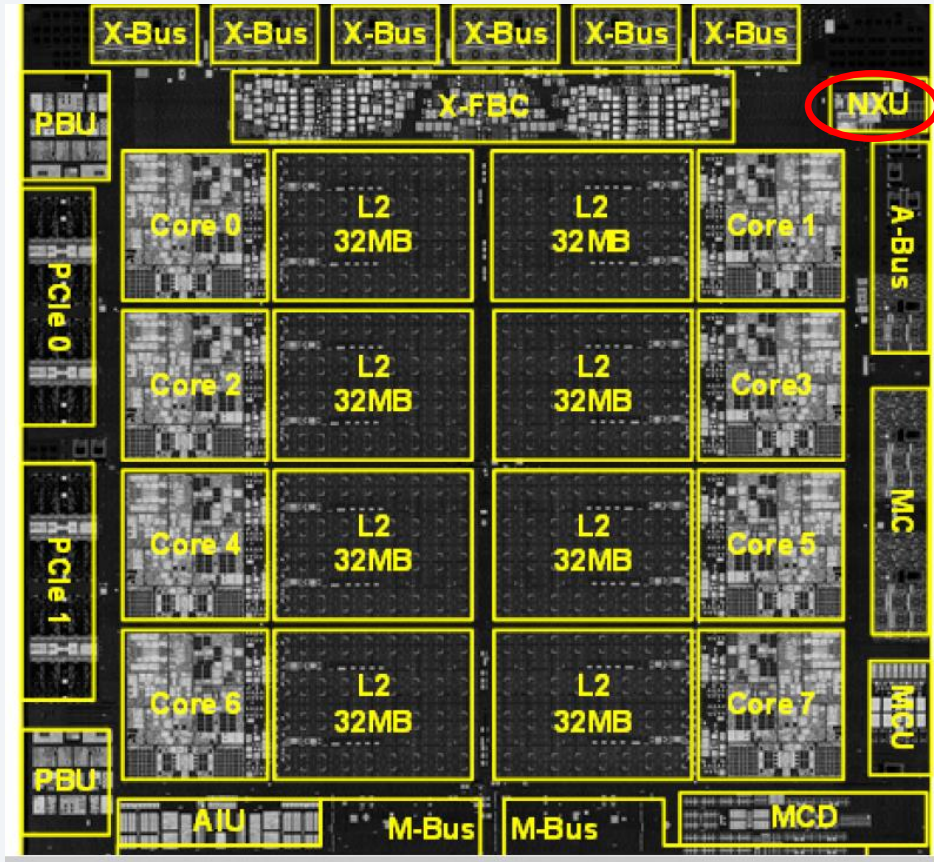 X-Bus X-Bus X-Bus X-Bus X-Bus X-Bus
X-FBC
NXU
PBU
Core 0
L2
32MB
L2
32MB
Core 1
A-Bus
PCIe 0
Core 2
L2
32MB
L2
32MB
Core3
MC
Core 4
L2
32MB
L2
32MB
Core 5
PCIe 1
Core 6
L2
32MB
L2
32MB
Core 7
MCU
PBU
AIU
M-Bus
M-Bus
MCD